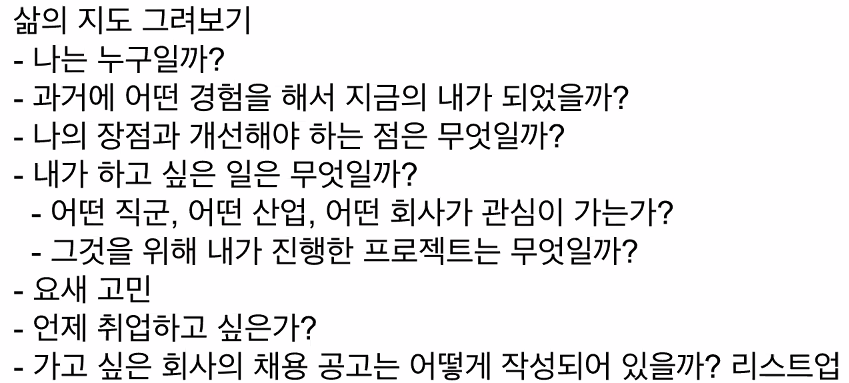 삶의 지도 그려보기
- 나는 누구일까?
- 과거에 어떤 경험을 해서 지금의 내가 되었을까?
- 나의 장점과 개선해야 하는 점은 무엇일까?
- 내가 하고 싶은 일은 무엇일까?
- 어떤 직군, 어떤 산업, 어떤 회사가 관심이 가는가?
- 그것을 위해 내가 진행한 프로젝트는 무엇일까?
- 요새 고민
- 언제 취업하고 싶은가?
- 가고 싶은 회사의 채용 공고는 어떻게 작성되어 있을까? 리스트업